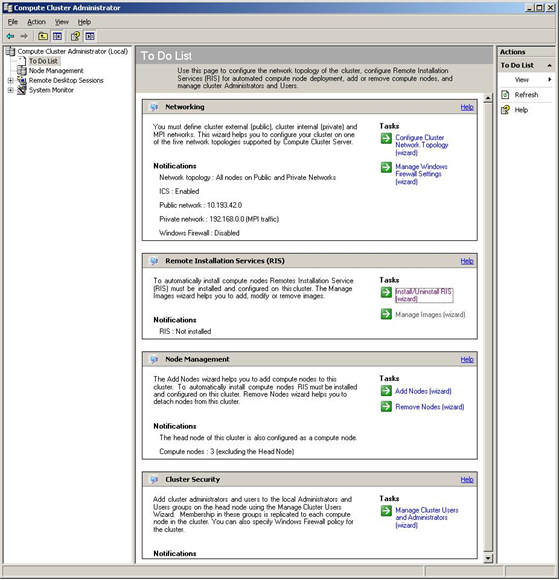 Compute Cluster Administrator
File Action View Help
Compute Cluster Administrator (Local)
To Do List
Node Management
Remote Desktop Sessions
System Monitor
To Do List
Use this page to configure the network topology of the cluster, configure Remote Installation
Services (RIS) for automated compute node deployment, add or remove compute nodes, and
manage cluster Administrators and Users.
Networking
Help
You must define cluster external (public), cluster internal (private) and
MPI networks. This wizard helps you to configure your cluster on one
of the five network topologies supported by Compute Cluster Server.
Notifications
Network topology : All nodes on Public and Private Networks
ICS : Enabled
Public network : 10.193.42.0
Private network : 192.168.0.0 (MPI traffic)
Windows Firewall : Disabled
Tasks
Configure Cluster
Network Topology
(wizard)
Manage Windows
Firewall Settings
(wizard)
Remote Installation Services (RIS)
Help
To automatically install compute nodes Remotes Installation Service
(RIS) must be installed and configured on this cluster. The Manage
Images wizard helps you to add, modify or remove images.
Notifications
RIS : Not installed
Tasks
Install/Uninstall RIS
(wizard)
Manage Images (wizard)
Node Management
Help
The Add Nodes wizard helps you to add compute nodes to this
cluster. To automatically install compute nodes RIS must be installed
and configured on this cluster. Remove Nodes wizard helps you to
detach nodes from this cluster.
Notifications
The head node of this cluster is also configured as a compute node.
Compute nodes : 3 (excluding the Head Node)
Tasks
Add Nodes (wizard)
Remove Nodes (wizard)
Cluster Security
Help
Add cluster administrators and users to the local Administrators and
Users groups on the head node using the Manage Cluster Users
Wizard. Membership in these groups is replicated to each compute
node in the cluster. You can also specify Windows Firewall policy for
the cluster.
Notifications
Tasks
Manage Cluster Users
and Administrators
(wizard)
Actions
To Do List
View
Refresh
Help